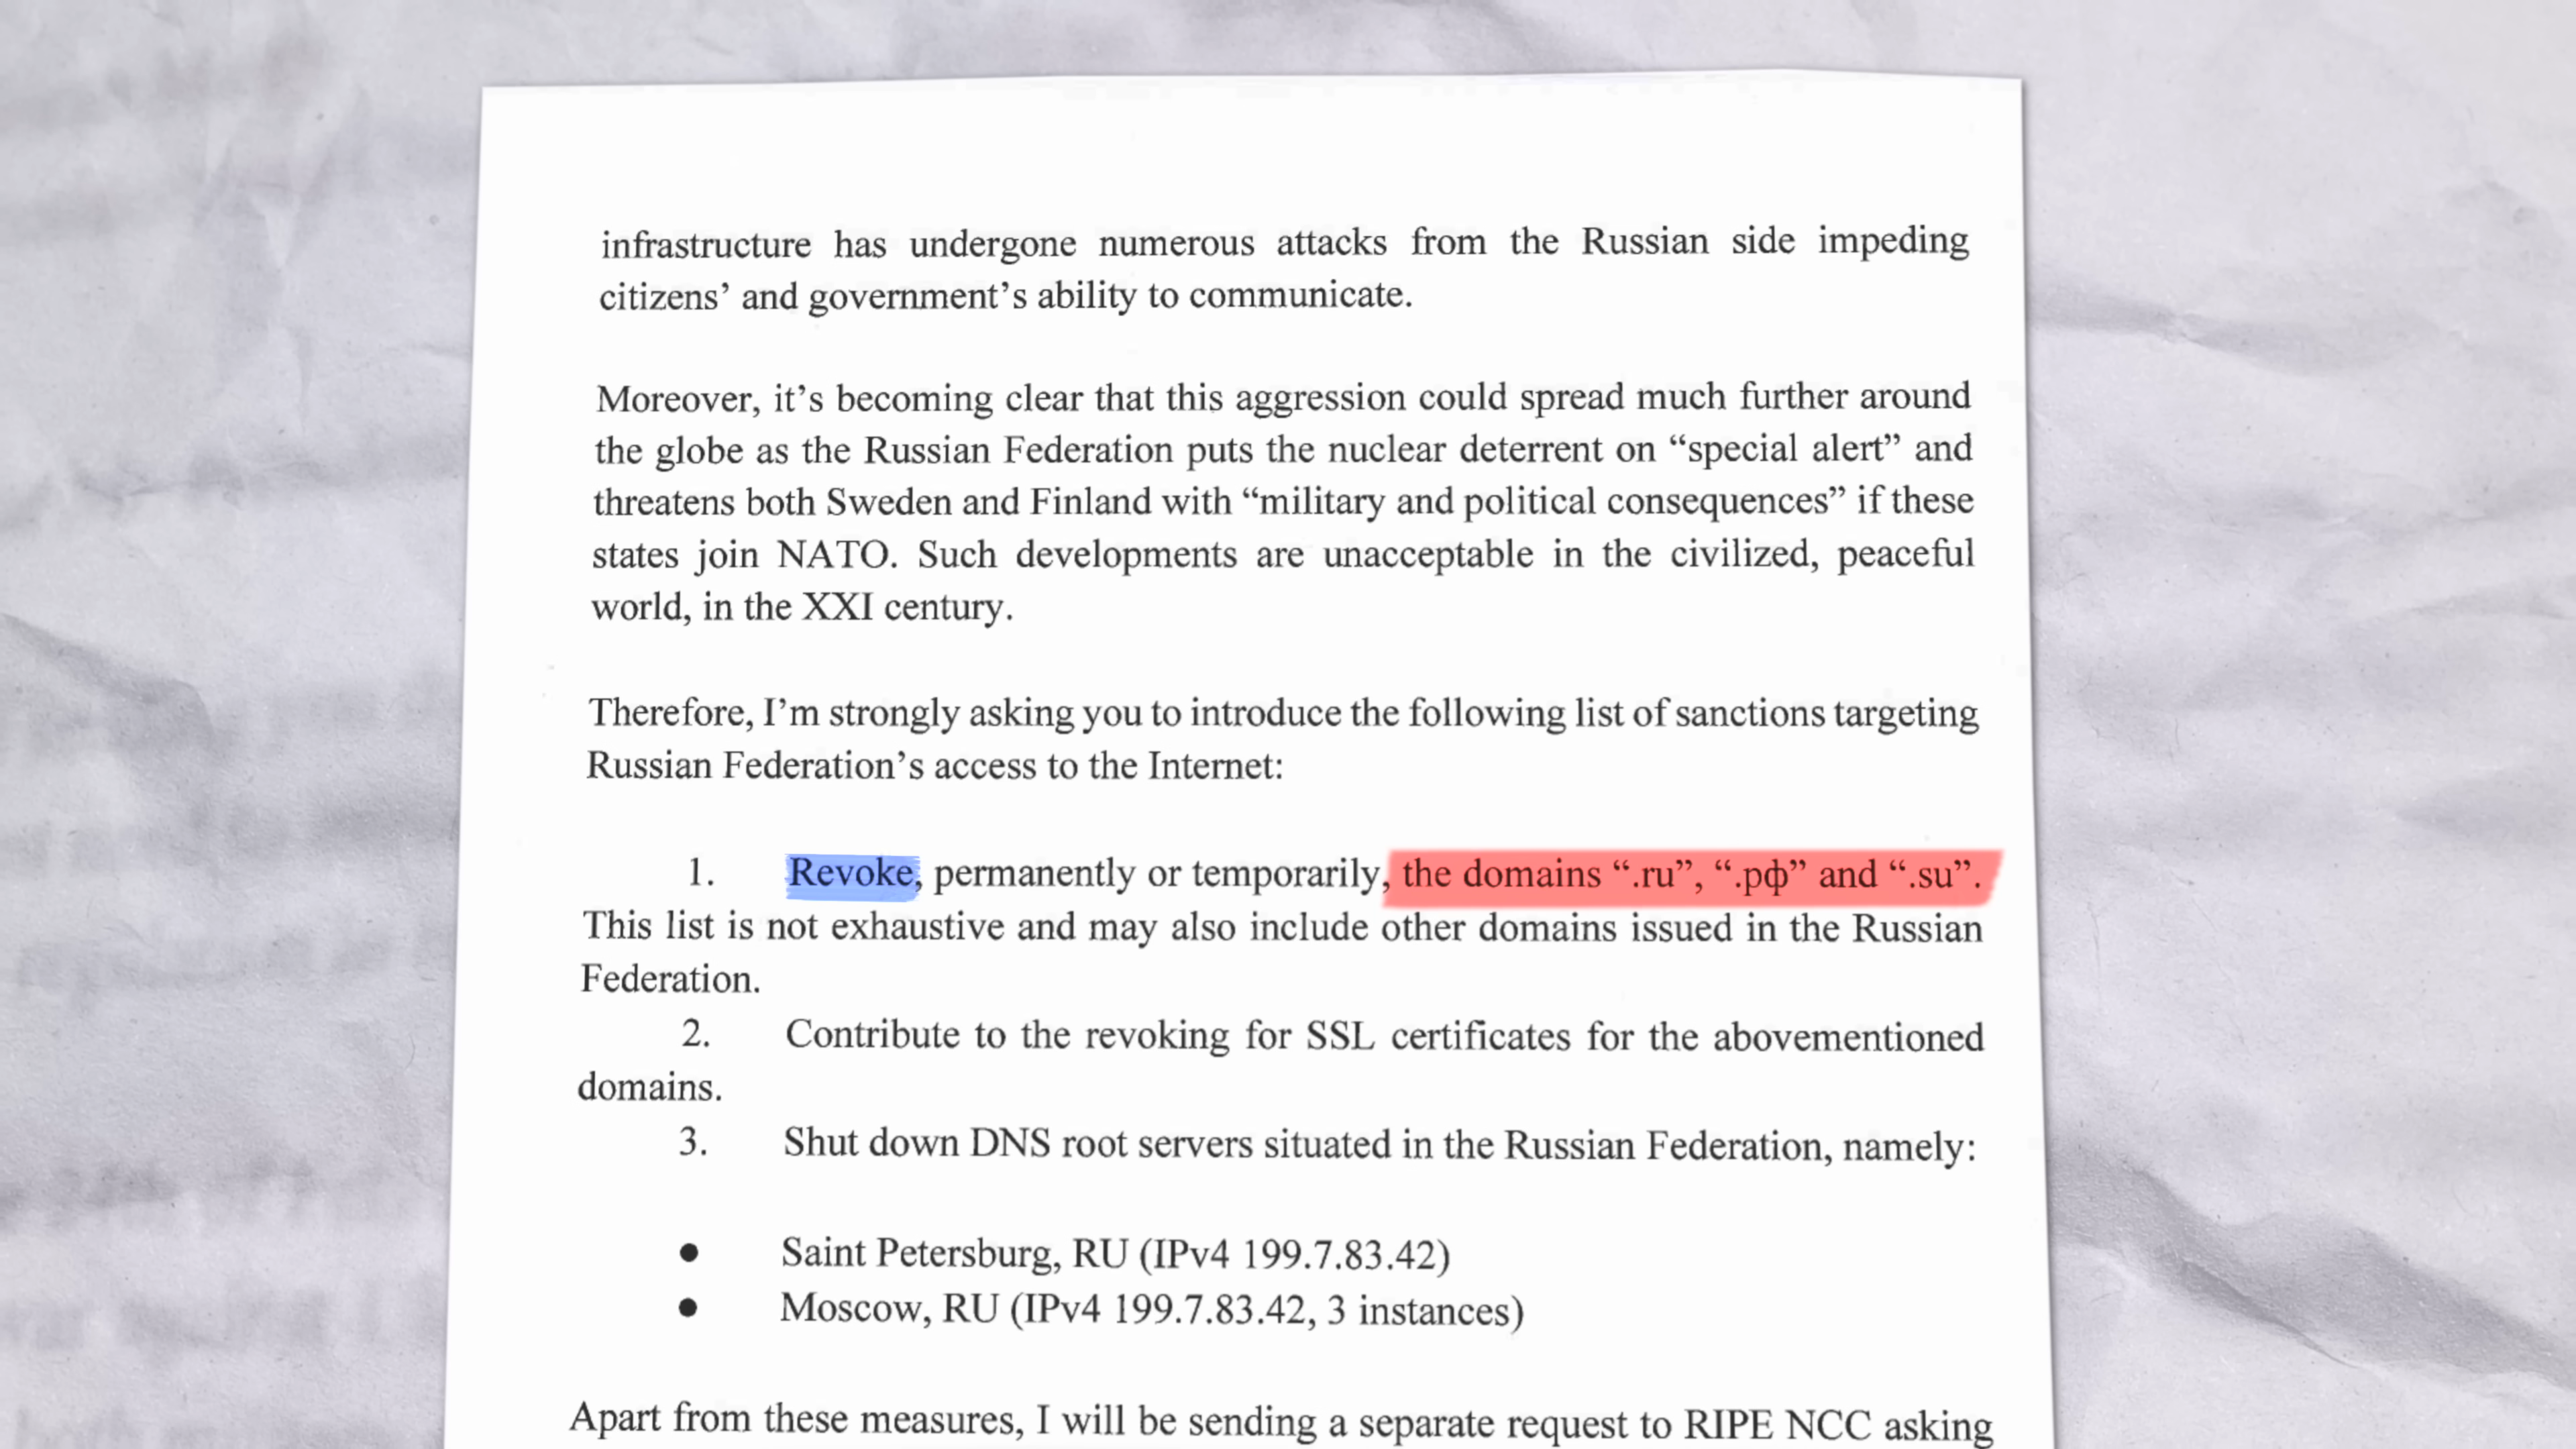 infrastructure has undergone numerous attacks from the Russian side impeding
citizens’ and government’s ability to communicate.
Moreover, it’s becoming clear that this aggression could spread much further around
the globe as the Russian Federation puts the nuclear deterrent on “special alert” and
threatens both Sweden and Finland with “military and political consequences” if these
states join NATO. Such developments are unacceptable in the civilized, peaceful
world, in the XXI century.
Therefore, I’m strongly asking you to introduce the following list of sanctions targeting
Russian Federation’s access to the Internet:
1. Revoke, permanently or temporarily, the domains “.ru”, “.рф” and “.su”.
This list is not exhaustive and may also include other domains issued in the Russian
Federation.
2. Contribute to the revoking for SSL certificates for the abovementioned
domains.
3. Shut down DNS root servers situated in the Russian Federation, namely:
● Saint Petersburg, RU (IPv4 199.7.83.42)
● Moscow, RU (IPv4 199.7.83.42, 3 instances)
Apart from these measures, I will be sending a separate request to RIPE NCC asking